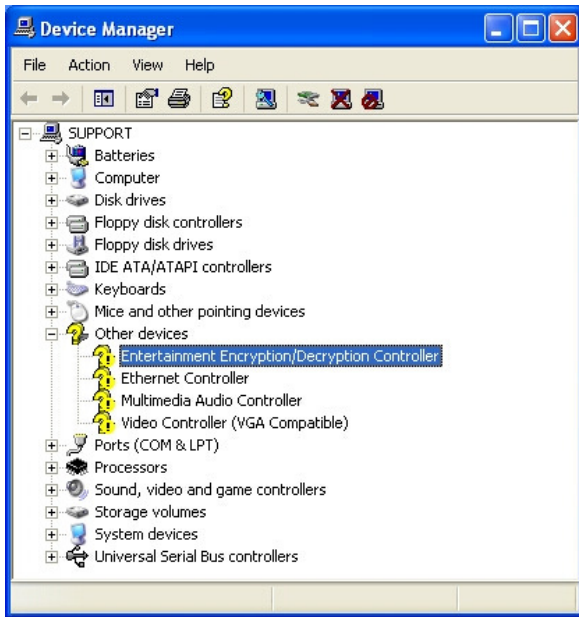 Device Manager
File Action View Help
SUPPORT
Batteries
Computer
Disk drives
Floppy disk controllers
Floppy disk drives
IDE ATA/ATAPI controllers
Keyboards
Mice and other pointing devices
Other devices
Entertainment Encryption/Decryption Controller
Ethernet Controller
Multimedia Audio Controller
Video Controller (VGA Compatible)
Ports (COM & LPT)
Processors
Sound, video and game controllers
Storage volumes
System devices
Universal Serial Bus controllers